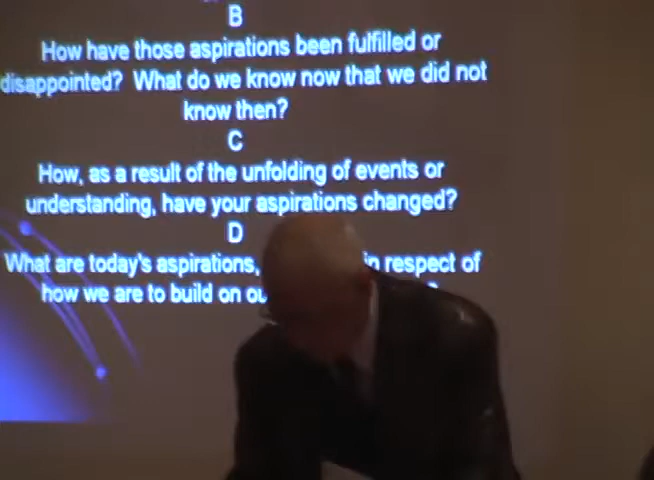 B
How have those aspirations been fulfilled or
disappointed? What do we know now that we did not
know then?
C
How, as a result of the unfolding of events or
understanding, have your aspirations changed?
D
What are today's aspirations, in respect of
how we are to build on